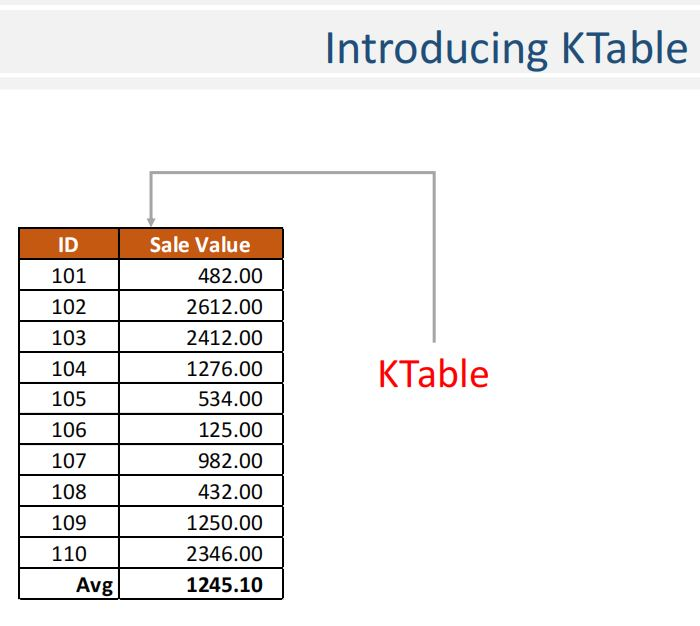 Introducing KTable
ID Sale Value
101 482.00
102 2612.00
103 2412.00
104 1276.00
KTable
105 534.00
106 125.00
107 982.00
108 432.00
109 1250.00
110 2346.00
Avg 1245.10